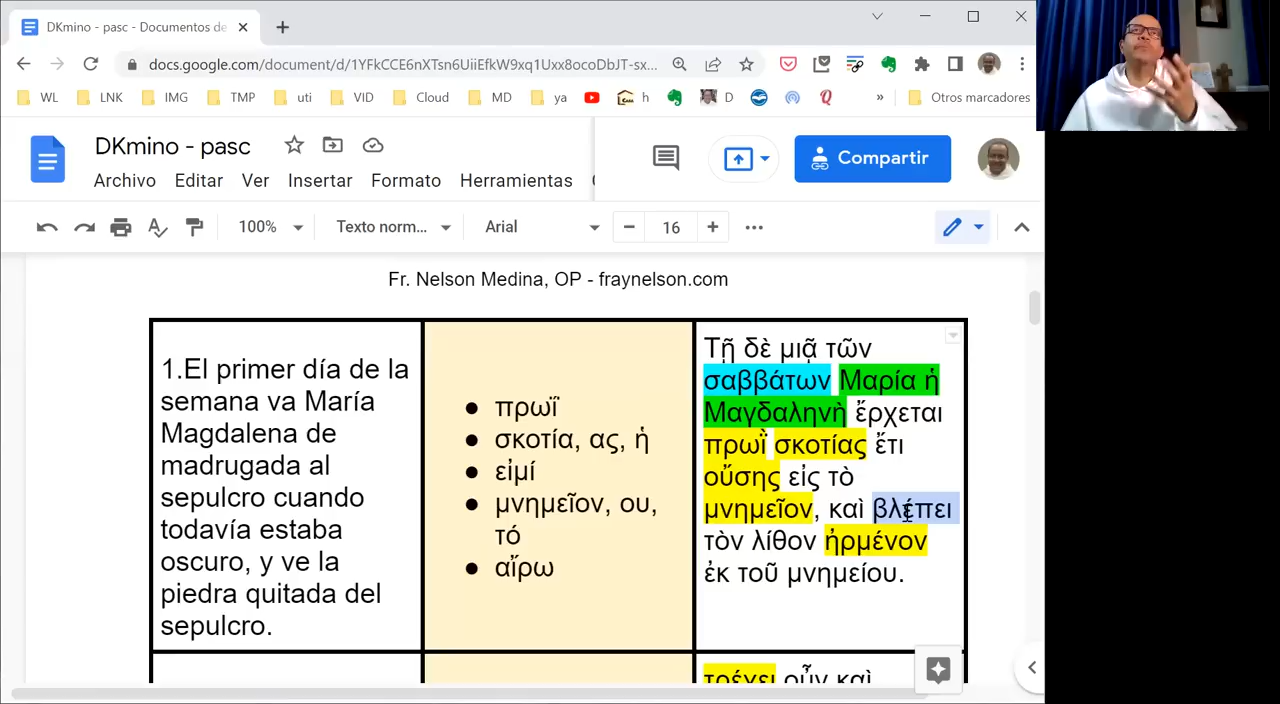 DKmino - pasc - Documentos de
docs.google.com/document/d/1YFkCCE6nXTsn6UiiEfkW9xq1Uxx8ocoDbJT-sx...
WL LNK IMG TMP uti VID Cloud MD ya h D » Otros marcadores
DKmino - pasc
Compartir
Archivo Editar Ver Insertar Formato Herramientas
100% Texto norm... Arial 16
Fr. Nelson Medina, OP - fraynelson.com
1.El primer día de la
semana va María
Magdalena de
madrugada al
sepulcro cuando
todavía estaba
oscuro, y ve la
piedra quitada del
sepulcro.
● πρωΐ
● σκοτία, ας, ἡ
● εἰμί
● μνημεῖον, ου,
τό
● αἴρω
Τῇ δὲ μιᾷ τῶν
σαββάτων Μαρία ἡ
Μαγδαληνὴ ἔρχεται
πρωῒ σκοτίας ἔτι
οὔσης εἰς τὸ
μνημεῖον, καὶ βλέπει
τὸν λίθον ἠρμένον
ἐκ τοῦ μνημείου.
τρέχει οὖν καὶ